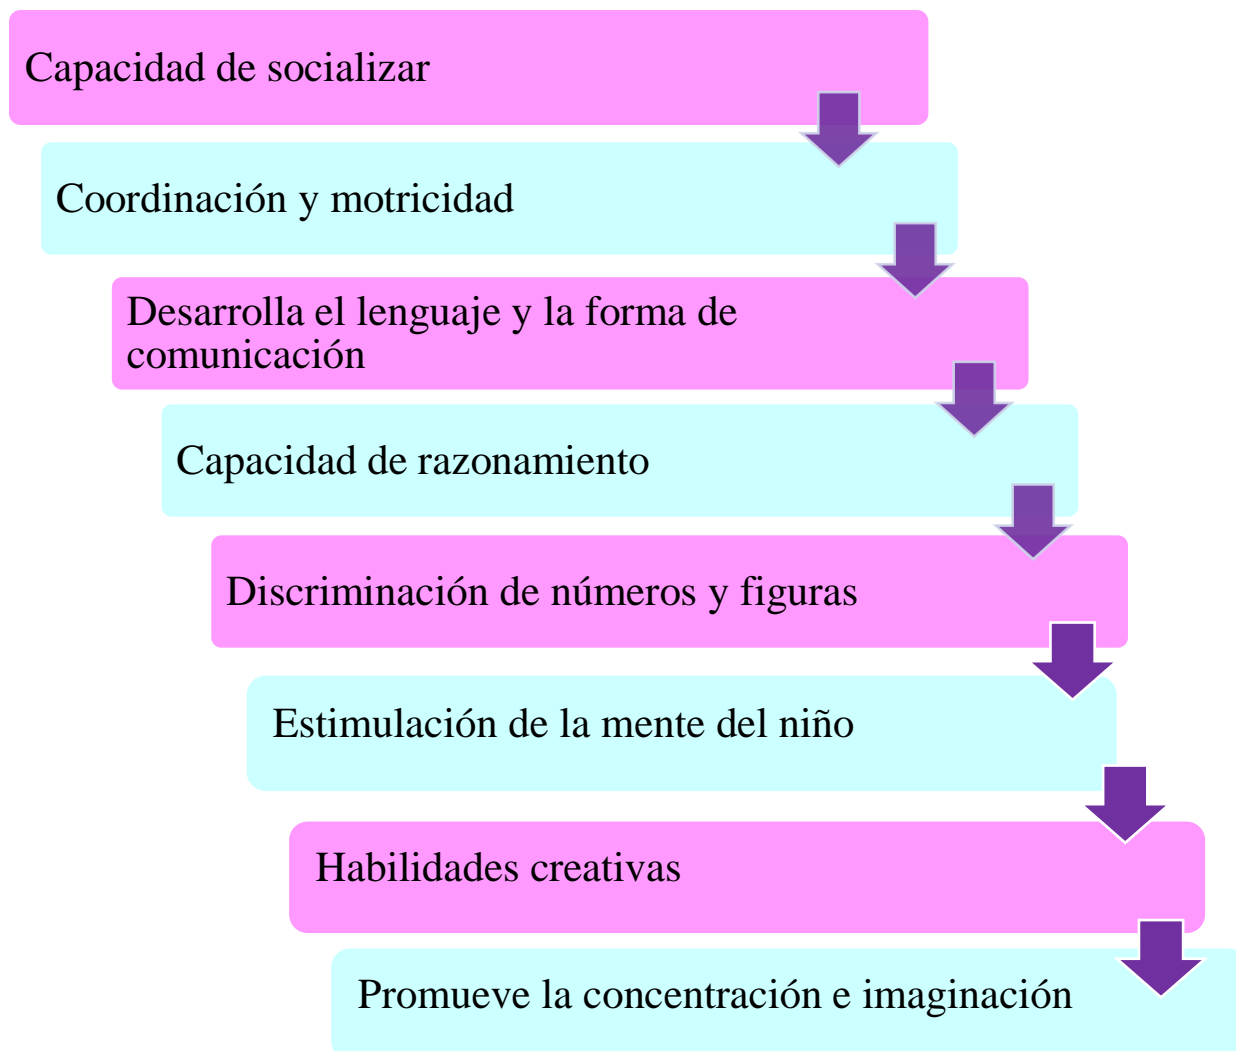 Capacidad de socializar
Coordinación y motricidad
Desarrolla el lenguaje y la forma de
comunicación
Capacidad de razonamiento
Discriminación de números y figuras
Estimulación de la mente del niño
Habilidades creativas
Promueve la concentración e imaginación